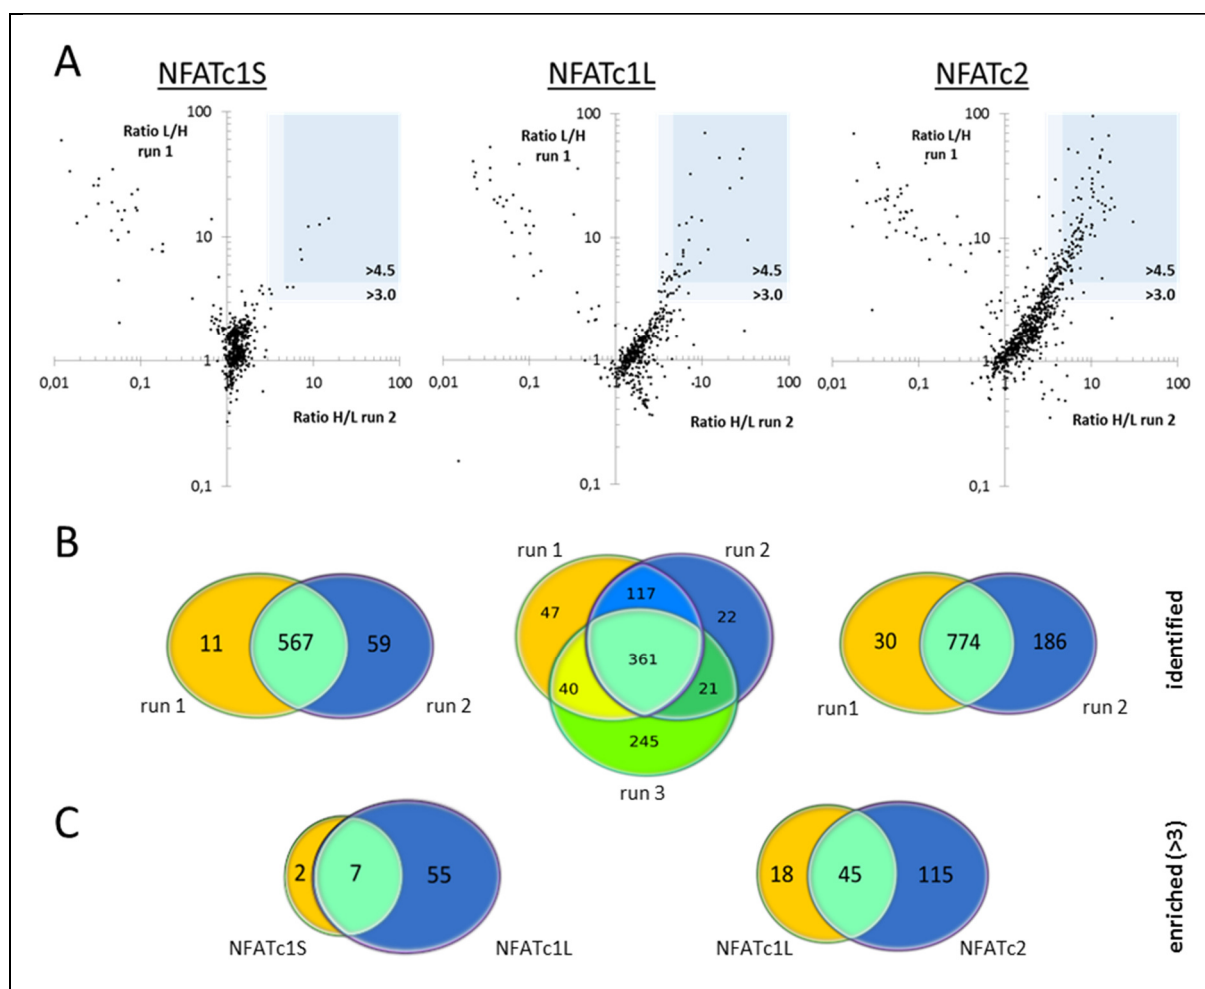 A
NFATc1S
NFATc1L
NFATc2
100
Ratio L/H
run 1
10
>4.5
>3.0
1
0,01
0,1
10
100
Ratio H/L run 2
0,1
100
Ratio L/H
run 1
10
>4.5
>3.0
1
0,01
0,1
10
100
Ratio H/L run 2
0,1
100
Ratio L/H
run 1
10
>4.5
>3.0
1
0,01
0,1
10
100
Ratio H/L run 2
0,1
B
11
567
59
run 1
run 2
run 1
run 2
47
117
22
361
40
21
245
run 3
30
774
186
run1
run 2
identified
C
2
7
55
NFATc1S
NFATc1L
18
45
115
NFATc1L
NFATc2
enriched (>3)